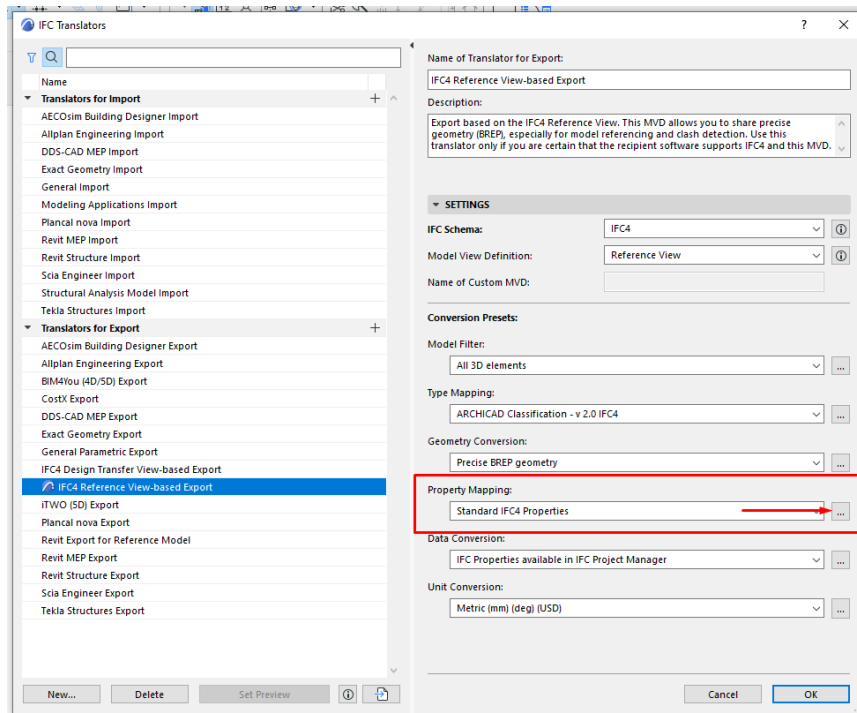 IFC Translators
?
Name
Translators for Import
AECOsim Building Designer Import
Allplan Engineering Import
DDS-CAD MEP Import
Exact Geometry Import
General Import
Modeling Applications Import
Plancal nova Import
Revit MEP Import
Revit Structure Import
Scia Engineer Import
Structural Analysis Model Import
Tekla Structures Import
Translators for Export
AECOsim Building Designer Export
Allplan Engineering Export
BIM4You (4D/5D) Export
CostX Export
DDS-CAD MEP Export
Exact Geometry Export
General Parametric Export
IFC4 Design Transfer View-based Export
IFC4 Reference View-based Export
iTWO (5D) Export
Plancal nova Export
Revit Export for Reference Model
Revit MEP Export
Revit Structure Export
Scia Engineer Export
Tekla Structures Export
New...
Delete
Set Preview
Name of Translator for Export:
IFC4 Reference View-based Export
Description:
Export based on the IFC4 Reference View. This MVD allows you to share precise
geometry (BREP), especially for model referencing and clash detection. Use this
translator only if you are certain that the recipient software supports IFC4 and this MVD.
SETTINGS
IFC Schema:
IFC4
Model View Definition:
Reference View
Name of Custom MVD:
Conversion Presets:
Model Filter:
All 3D elements
...
Type Mapping:
ARCHICAD Classification - v 2.0 IFC4
...
Geometry Conversion:
Precise BREP geometry
...
Property Mapping:
Standard IFC4 Properties
...
Data Conversion:
IFC Properties available in IFC Project Manager
...
Unit Conversion:
Metric (mm) (deg) (USD)
...
Cancel
OK